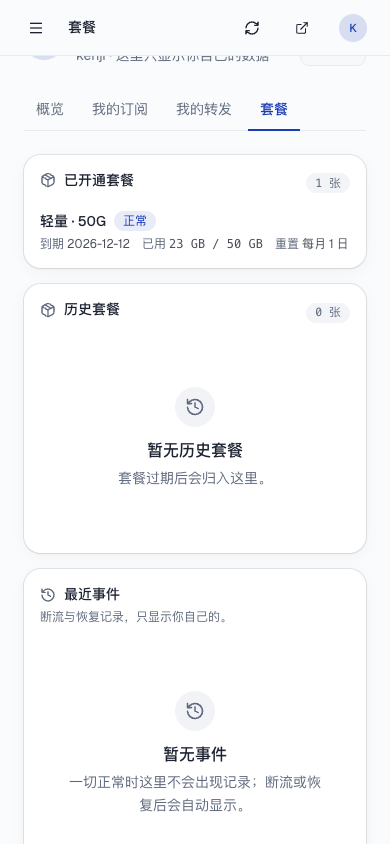 套餐
K
kenji · 这里只显示你自己的数据
概览 我的订阅 我的转发 套餐
已开通套餐 1 张
轻量 · 50G 正常
到期 2026-12-12 已用 23 GB / 50 GB 重置 每月 1 日
历史套餐 0 张
暂无历史套餐
套餐过期后会归入这里。
最近事件
断流与恢复记录，只显示你自己的。
暂无事件
一切正常时这里不会出现记录；断流或恢
复后会自动显示。